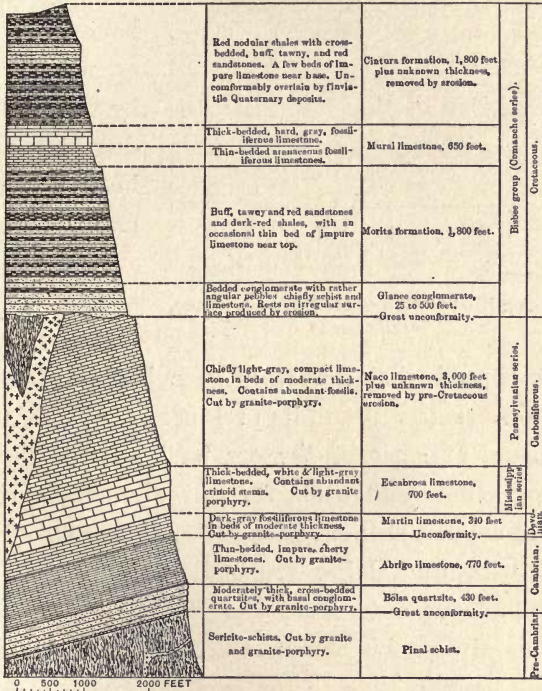 Red nodular shales with cross-
bedded, buff, tawny, and red
sandstones. A few beds of im-
pure limestone near base. Un-
comformably overlain by fluvia-
tile Quaternary deposits.
Cintura formation, 1,800 feet
plus unknown thickness,
removed by erosion.
Thick-bedded, hard, gray, fossil-
iferous limestone.
Thin-bedded arenaceous fossil-
iferous limestones.
Mural limestone, 650 feet.
Buff, tawny and red sandstones
and dark-red shales, with an
occasional thin bed of impure
limestone near top.
Morita formation, 1,800 feet.
Bedded conglomerate with rather
angular pebbles chiefly schist and
limestone. Rests on irregular sur-
face produced by erosion.
Glance conglomerate,
25 to 500 feet.
Great unconformity.
Bisbee group (Comanche series).
Cretaceous.
Chiefly light-gray, compact lime-
stone in beds of moderate thick-
ness. Contains abundant fossils.
Cut by granite-porphyry.
Naco limestone, 3,000 feet
plus unknown thickness,
removed by pre-Cretaceous
erosion.
Pennsylvanian series.
Thick-bedded, white & light-gray
limestone. Contains abundant
crinoid stems. Cut by granite
porphyry.
Escabrosa limestone,
700 feet.
Mississipp-
ian series.
Carboniferous.
Dark-gray fossiliferous limestone
in beds of moderate thickness.
Cut by granite-porphyry.
Martin limestone, 340 feet
Unconformity.
Devo-
nian.
Thin-bedded, impure, cherty
limestones. Cut by granite-
porphyry.
Abrigo limestone, 770 feet.
Moderately thick, cross-bedded
quartzites, with basal conglom-
erate. Cut by granite-porphyry.
Bolsa quartzite, 430 feet.
Great unconformity.
Cambrian.
Sericite-schists. Cut by granite
and granite-porphyry.
Pinal schist.
Pre-Cambrian.
0 500 1000 2000 FEET